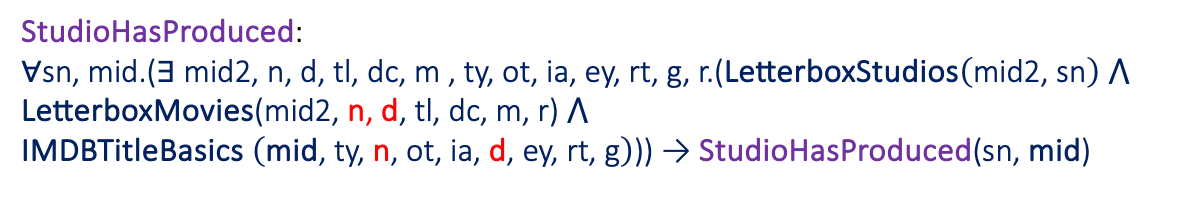 StudioHasProduced:
∀sn, mid.(∃ mid2, n, d, tl, dc, m , ty, ot, ia, ey, rt, g, r.(LetterboxStudios(mid2, sn) ⋀
LetterboxMovies(mid2, n, d, tl, dc, m, r) ⋀
IMDBTitleBasics (mid, ty, n, ot, ia, d, ey, rt, g))) → StudioHasProduced(sn, mid)